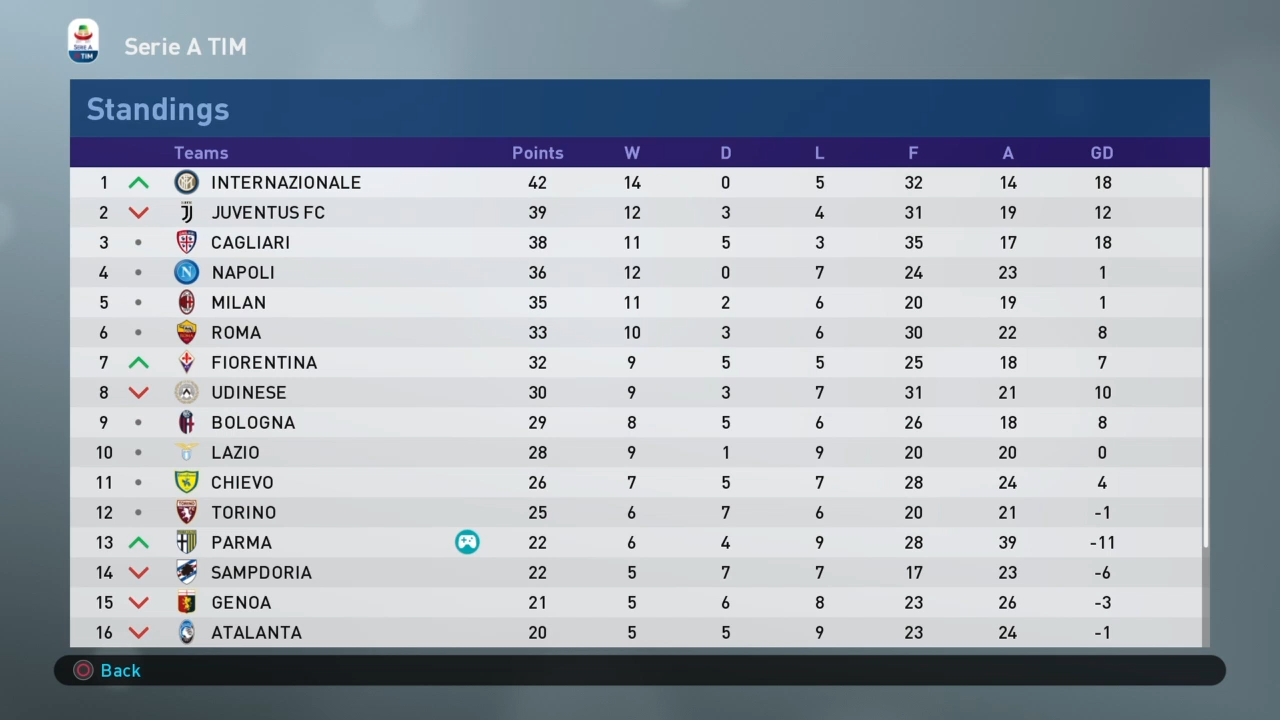 Serie A TIM
Standings
Teams Points W D L F A GD
1 INTERNAZIONALE 42 14 0 5 32 14 18
2 JUVENTUS FC 39 12 3 4 31 19 12
3 CAGLIARI 38 11 5 3 35 17 18
4 NAPOLI 36 12 0 7 24 23 1
5 MILAN 35 11 2 6 20 19 1
6 ROMA 33 10 3 6 30 22 8
7 FIORENTINA 32 9 5 5 25 18 7
8 UDINESE 30 9 3 7 31 21 10
9 BOLOGNA 29 8 5 6 26 18 8
10 LAZIO 28 9 1 9 20 20 0
11 CHIEVO 26 7 5 7 28 24 4
12 TORINO 25 6 7 6 20 21 -1
13 PARMA 22 6 4 9 28 39 -11
14 SAMPDORIA 22 5 7 7 17 23 -6
15 GENOA 21 5 6 8 23 26 -3
16 ATALANTA 20 5 5 9 23 24 -1
Back